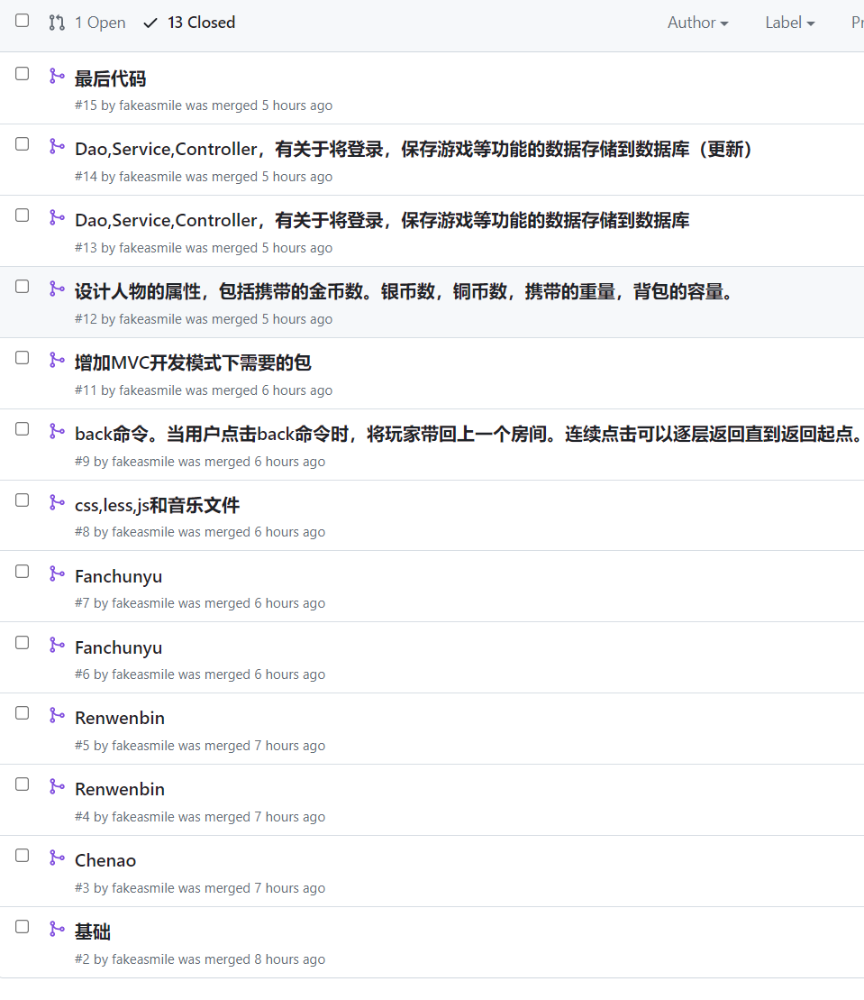 1 Open 13 Closed Author Label
最后代码
#15 by fakeasmile was merged 5 hours ago
Dao,Service,Controller，有关于将登录，保存游戏等功能的数据存储到数据库（更新）
#14 by fakeasmile was merged 5 hours ago
Dao,Service,Controller，有关于将登录，保存游戏等功能的数据存储到数据库
#13 by fakeasmile was merged 5 hours ago
设计人物的属性，包括携带的金币数。银币数，铜币数，携带的重量，背包的容量。
#12 by fakeasmile was merged 5 hours ago
增加MVC开发模式下需要的包
#11 by fakeasmile was merged 6 hours ago
back命令。当用户点击back命令时，将玩家带回上一个房间。连续点击可以逐层返回直到返回起点。
#9 by fakeasmile was merged 6 hours ago
css,less,js和音乐文件
#8 by fakeasmile was merged 6 hours ago
Fanchunyu
#7 by fakeasmile was merged 6 hours ago
Fanchunyu
#6 by fakeasmile was merged 6 hours ago
Renwenbin
#5 by fakeasmile was merged 7 hours ago
Renwenbin
#4 by fakeasmile was merged 7 hours ago
Chenao
#3 by fakeasmile was merged 7 hours ago
基础
#2 by fakeasmile was merged 8 hours ago